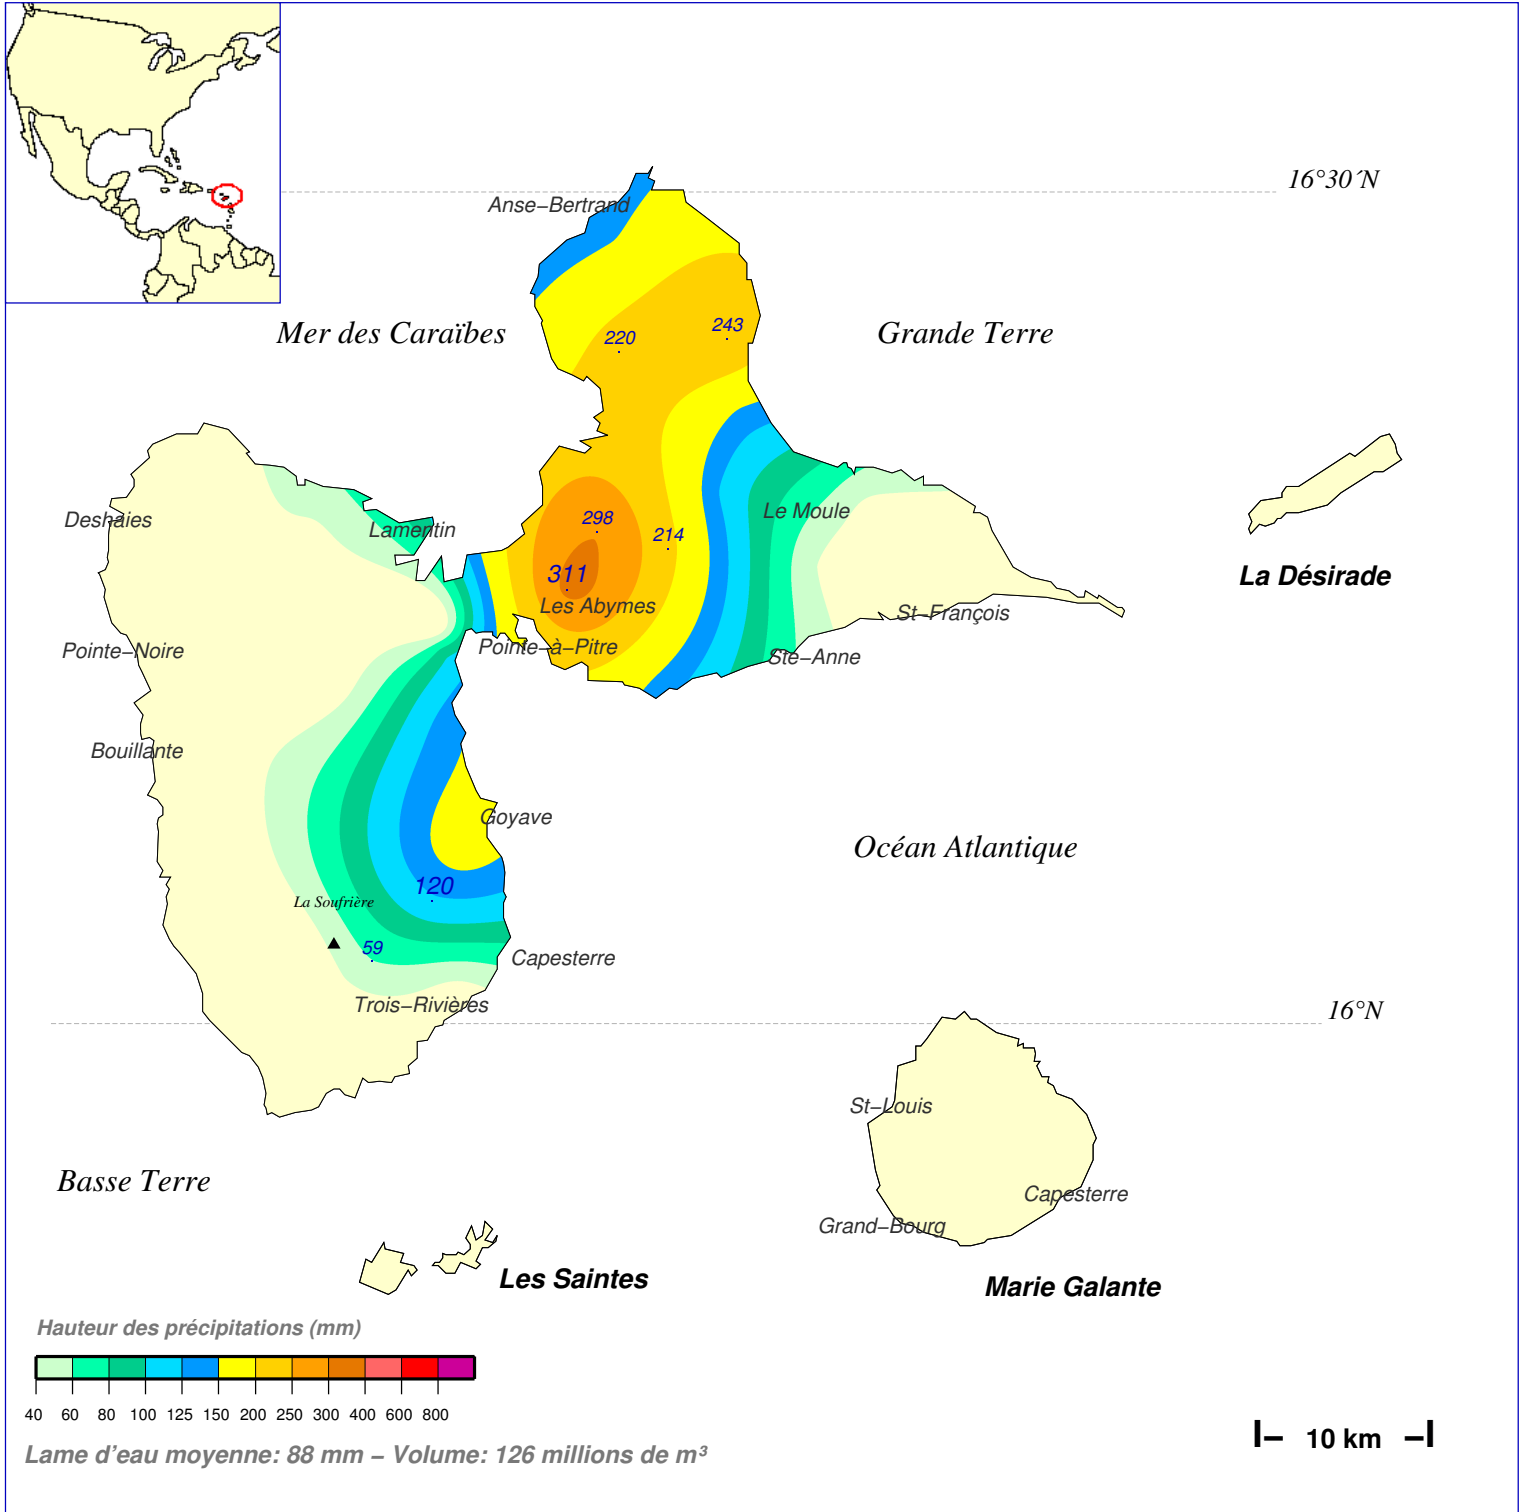 16°30´N
Anse–Bertrand
Mer des Caraïbes
220
243
Grande Terre
Deshaies
Lamentin
298
214
Le Moule
311
La Désirade
Les Abymes
St–François
Pointe–Noire
Pointe–à–Pitre
Ste–Anne
Bouillante
Goyave
Océan Atlantique
120
La Soufrière
59
Capesterre
Trois–Rivières
16°N
St–Louis
Basse Terre
Capesterre
Grand–Bourg
Les Saintes
Marie Galante
Hauteur des précipitations (mm)
40 60 80 100 125 150 200 250 300 400 600 800
10 km
Lame d'eau moyenne: 88 mm – Volume: 126 millions de m³